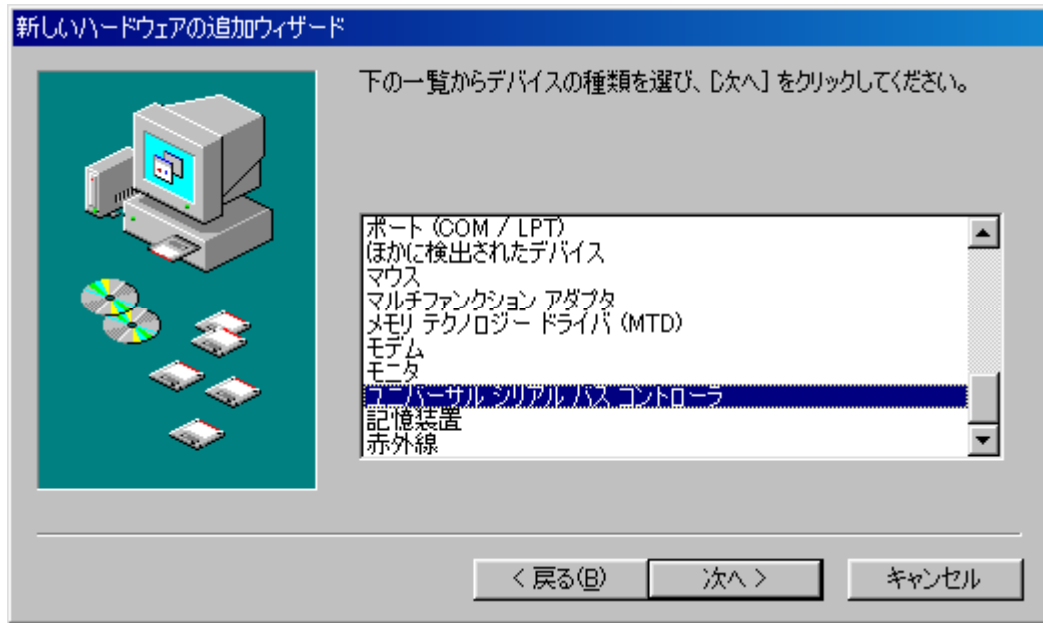 新しいハードウェアの追加ウィザード
下の一覧からデバイスの種類を選び、[次へ] をクリックしてください。
ポート (COM / LPT)
ほかに検出されたデバイス
マウス
マルチファンクション アダプタ
メモリ テクノロジー ドライバ (MTD)
モデム
モニタ
ユニバーサル シリアル バス コントローラ
記憶装置
赤外線
< 戻る(B)
次へ >
キャンセル